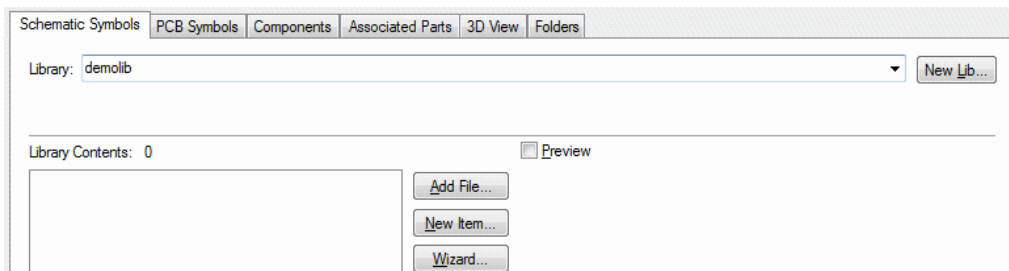 Schematic Symbols PCB Symbols Components Associated Parts 3D View Folders
Library: demolib New Lib...
Library Contents: 0 Preview
Add File...
New Item...
Wizard...